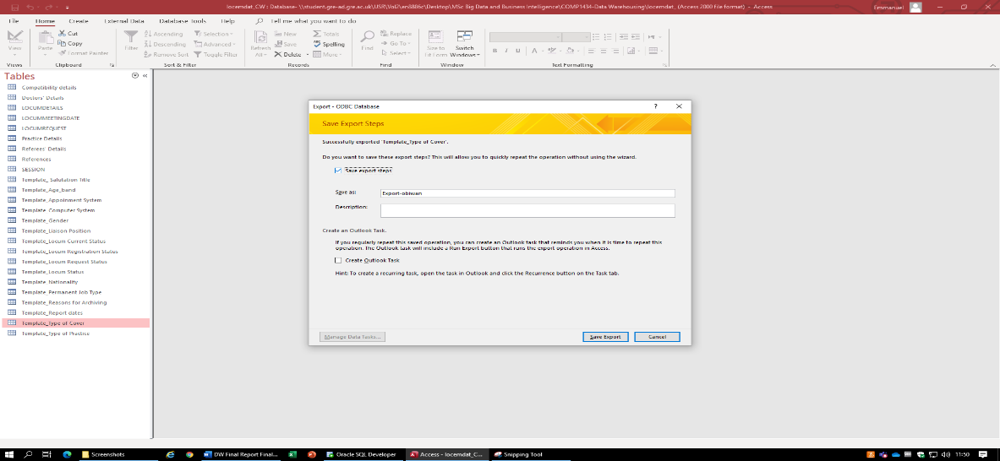 locemdat_CW : Database- \\student.gre-ad.gre.ac.uk\USR\Vol2\en8886c\Desktop\MSc Big Data and Business Intelligence\COMP1434-Data Warehousing\locemdat_ (Access 2000 file format) - Access
Emmanuel
File Home Create External Data Database Tools Help Tell me what you want to do
View
Views
Paste
Cut
Copy
Format Painter
Clipboard
Filter
Ascending
Descending
Remove Sort
Selection
Advanced
Toggle Filter
Sort & Filter
Refresh
All
New
Save
Delete
Totals
Spelling
More
Records
Find
Replace
Go To
Select
Find
Size to
Fit Form
Switch
Windows
Window
B I U A
Text Formatting
Tables
Compatibility details
Doctors' Details
LOCUMDETAILS
LOCUMMEETINGDATE
LOCUMREQUEST
Practice Details
Referees' Details
References
SESSION
Template_ Salutation Title
Template_Age_band
Template_Appoinment System
Template_Computer System
Template_Gender
Template_Liaison Position
Template_Locum Current Status
Template_Locum Registration Status
Template_Locum Request Status
Template_Locum Status
Template_Nationality
Template_Permanent Job Type
Template_Reasons for Archiving
Template_Report dates
Template_Type of Cover
Template_Type of Practice
Export - ODBC Database
?
Save Export Steps
Successfully exported 'Template_Type of Cover'.
Do you want to save these export steps? This will allow you to quickly repeat the operation without using the wizard.
Save export steps
Save as:
Export-obiwan
Description:
Create an Outlook Task.
If you regularly repeat this saved operation, you can create an Outlook task that reminds you when it is time to repeat this
operation. The Outlook task will include a Run Export button that runs the export operation in Access.
Create Outlook Task
Hint: To create a recurring task, open the task in Outlook and click the Recurrence button on the Task tab.
Manage Data Tasks...
Save Export
Cancel
Screenshots
DW Final Report Final...
Oracle SQL Developer
Access - locemdat_C...
Snipping Tool
11:50